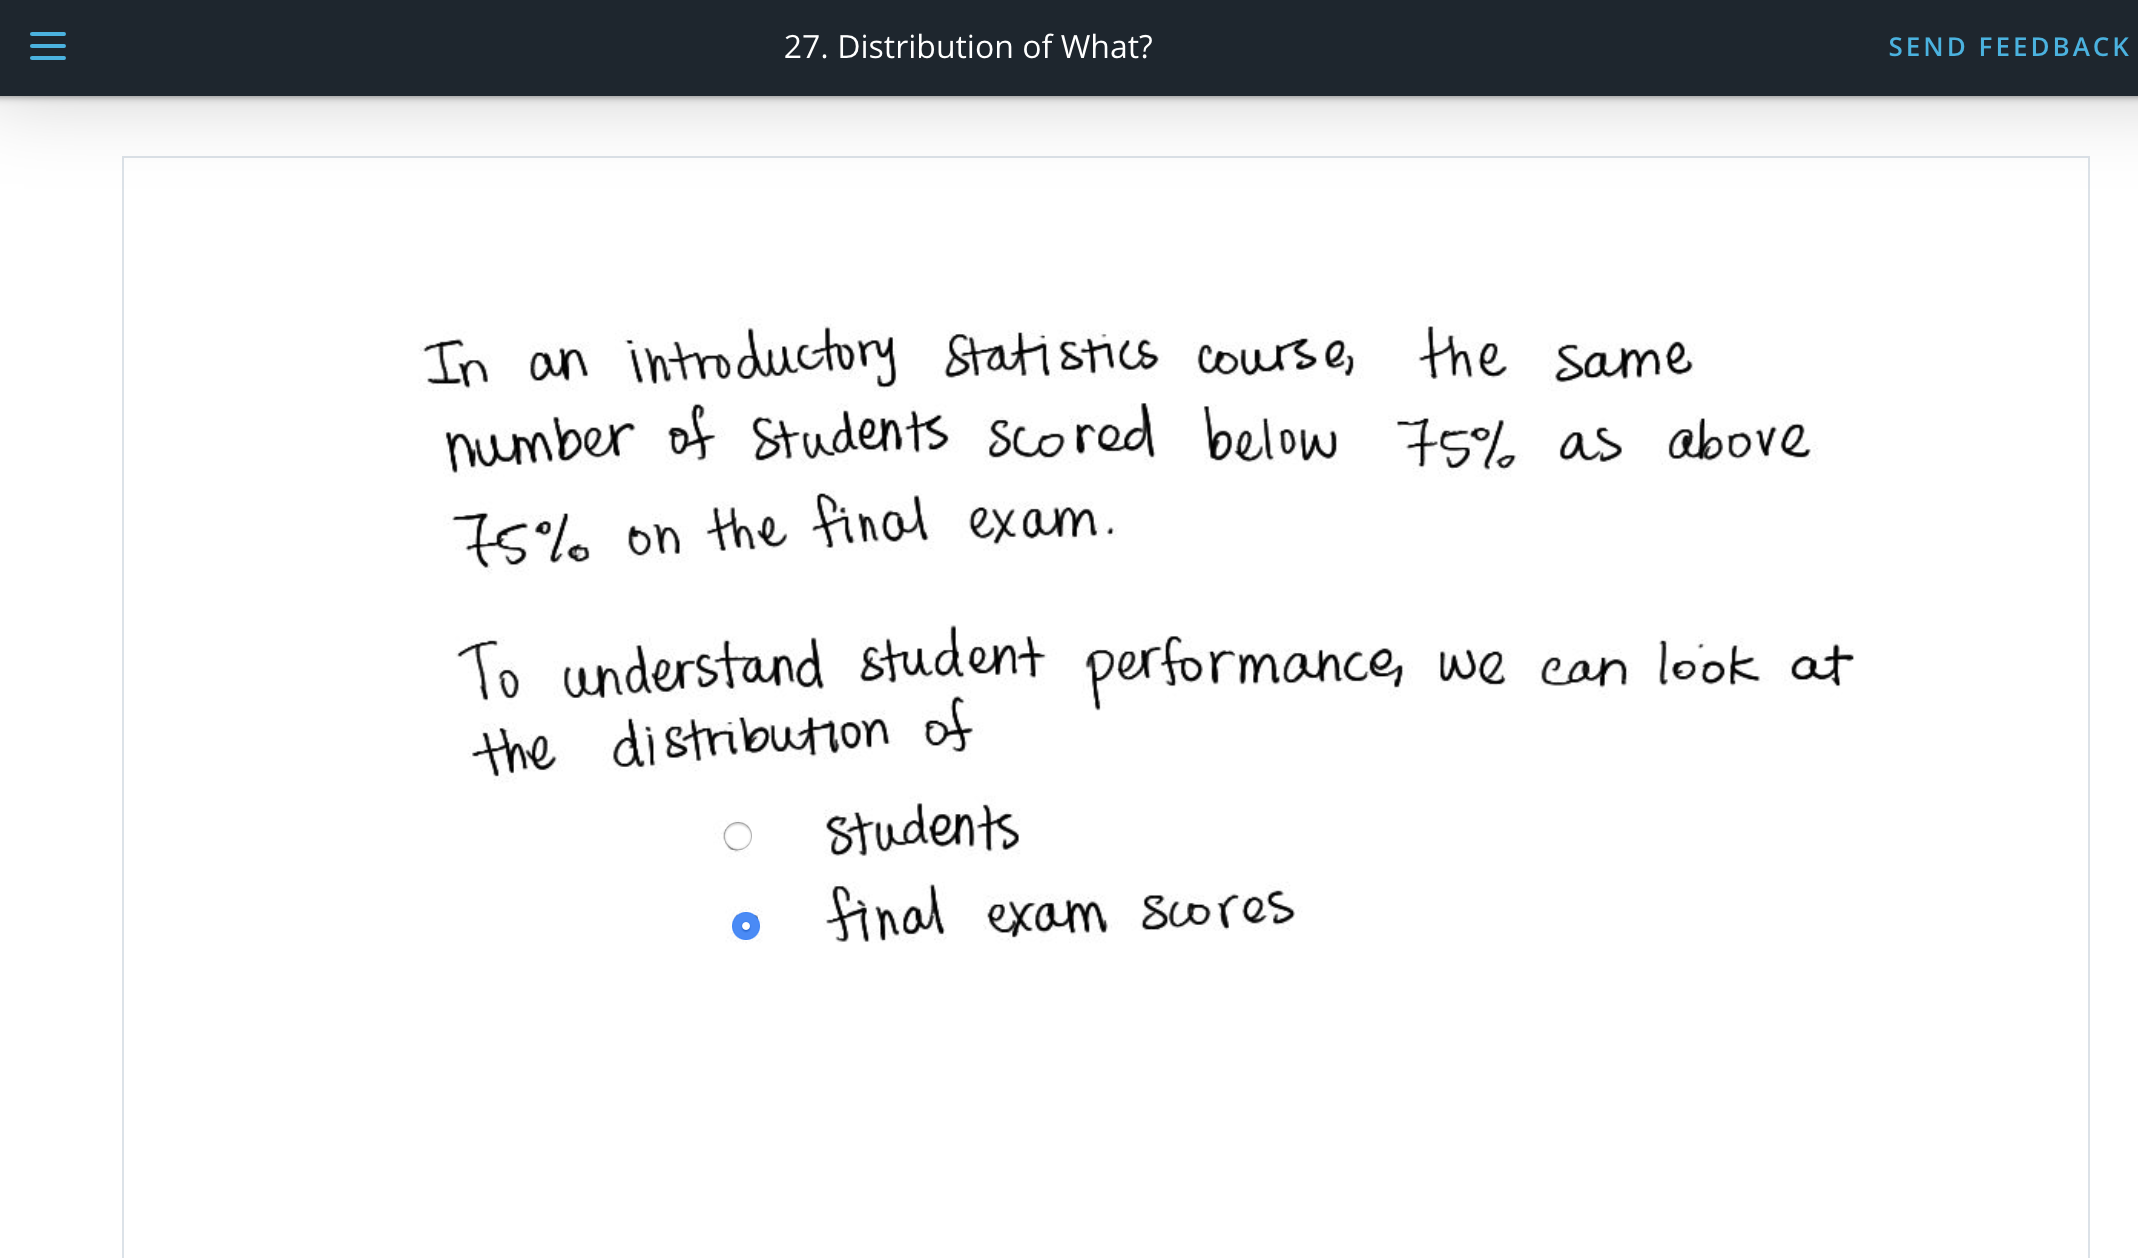 27. Distribution of What?
SEND FEEDBACK
In an introductory statistics course, the same
number of students scored below 75% as above
75% on the final exam.
To understand student performance, we can look at
the distribution of
students
final exam scores